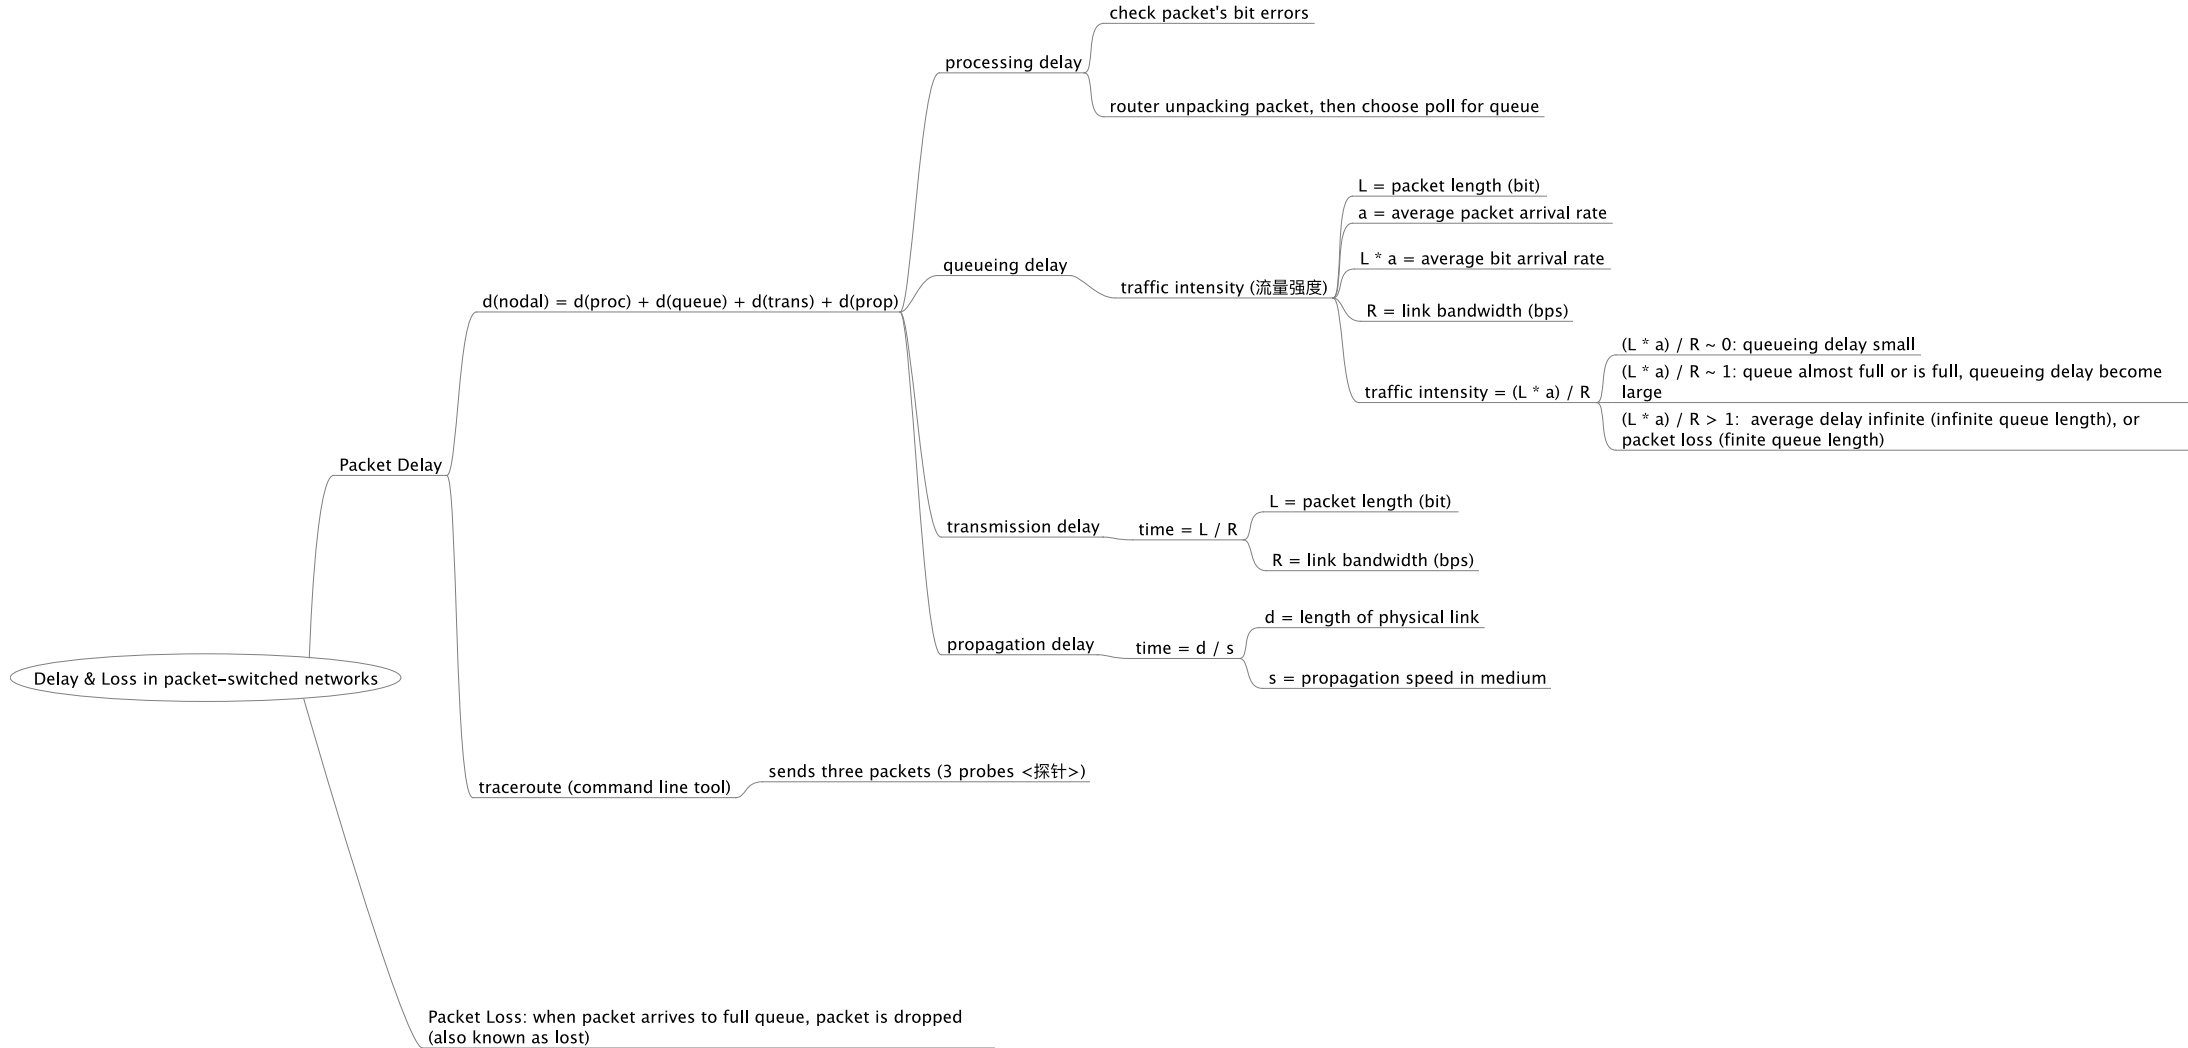 check packet's bit errors
processing delay
router unpacking packet, then choose poll for queue
L = packet length (bit)
a = average packet arrival rate
L * a = average bit arrival rate
queueing delay
traffic intensity (流量强度)
d(nodal) = d(proc) + d(queue) + d(trans) + d(prop)
R = link bandwidth (bps)
(L * a) / R ~ 0: queueing delay small
(L * a) / R ~ 1: queue almost full or is full, queueing delay become
large
traffic intensity = (L * a) / R
(L * a) / R > 1:  average delay infinite (infinite queue length), or
packet loss (finite queue length)
Packet Delay
L = packet length (bit)
transmission delay
time = L / R
R = link bandwidth (bps)
d = length of physical link
propagation delay
time = d / s
s = propagation speed in medium
Delay & Loss in packet-switched networks
sends three packets (3 probes <探针>)
traceroute (command line tool)
Packet Loss: when packet arrives to full queue, packet is dropped
(also known as lost)